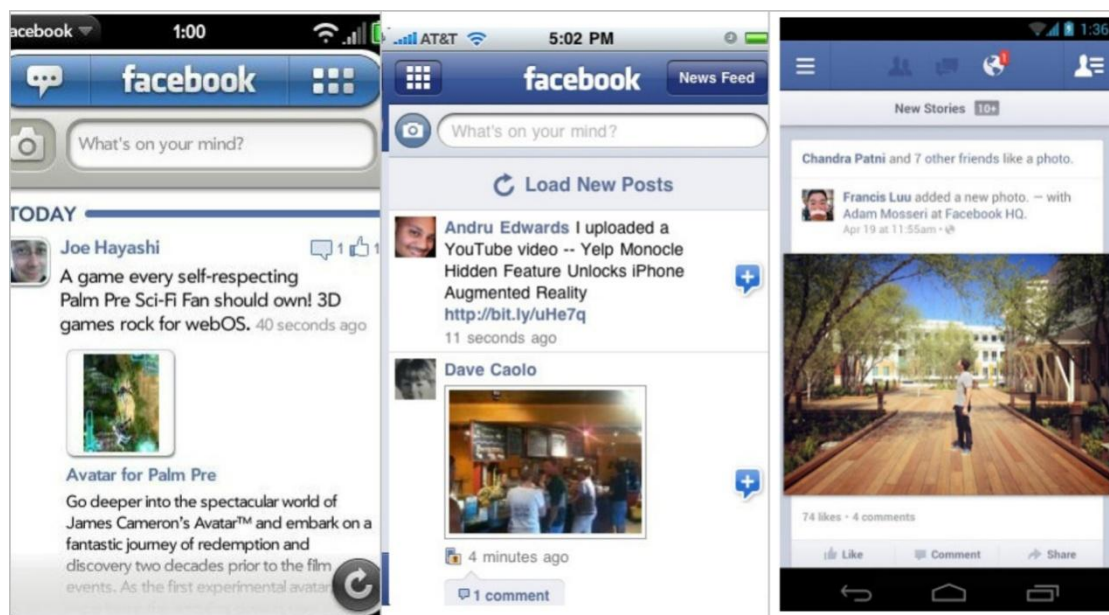 acebook
1:00
facebook
What's on your mind?
TODAY
Joe Hayashi
1
1
A game every self-respecting
Palm Pre Sci-Fi Fan should own! 3D
games rock for webOS. 40 seconds ago
Avatar for Palm Pre
Go deeper into the spectacular world of
James Cameron's Avatar™ and embark on a
fantastic journey of redemption and
discovery two decades prior to the film
events. As the first experimental avatar,
AT&T
5:02 PM
facebook
News Feed
What's on your mind?
Load New Posts
Andru Edwards I uploaded a
YouTube video -- Yelp Monocle
Hidden Feature Unlocks iPhone
Augmented Reality
http://bit.ly/uHe7q
11 seconds ago
Dave Caolo
4 minutes ago
1 comment
1:36
1
New Stories 10+
Chandra Patni and 7 other friends like a photo.
Francis Luu added a new photo. — with
Adam Mosseri at Facebook HQ.
Apr 19 at 11:55am •
74 likes • 4 comments
Like
Comment
Share